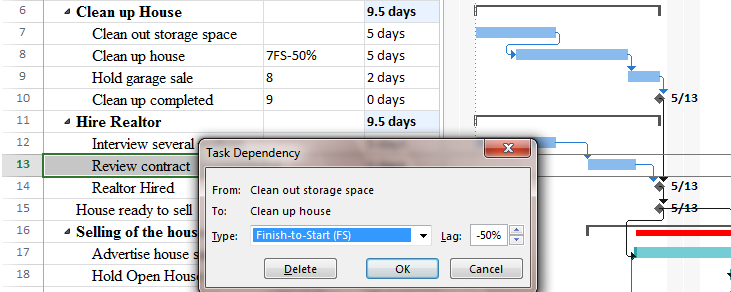 6 Clean up House 9.5 days
7 Clean out storage space 5 days
8 Clean up house 7FS-50% 5 days
9 Hold garage sale 8 2 days
10 Clean up completed 9 0 days 5/13
11 Hire Realtor 9.5 days
12 Interview several
13 Review contract
14 Realtor Hired 5/13
15 House ready to sell 5/13
16 Selling of the hous
17 Advertise house s
18 Hold Open House
Task Dependency
From: Clean out storage space
To: Clean up house
Type: Finish-to-Start (FS) Lag: -50%
Delete OK Cancel